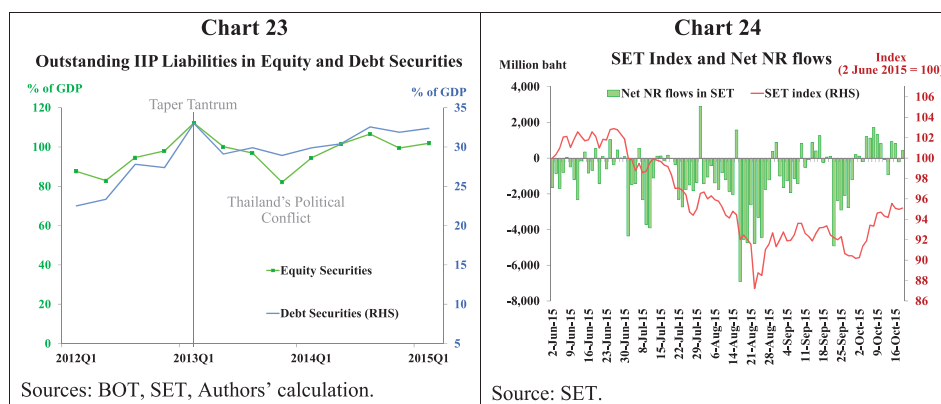 Chart 23
Outstanding IIP Liabilities in Equity and Debt Securities
% of GDP
% of GDP
Taper Tantrum
120
100
80
60
40
20
0
35
30
25
20
15
10
5
Thailand's Political
Conflict
Equity Securities
Debt Securities (RHS)
2012Q1
2013Q1
2014Q1
2015Q1
Sources: BOT, SET, Authors' calculation.
Chart 24
SET Index and Net NR flows
Million baht
Index
(2 June 2015 = 100)
Net NR flows in SET
SET index (RHS)
4,000
2,000
0
-2,000
-4,000
-6,000
-8,000
106
104
102
100
98
96
94
92
90
88
86
2-Jun-15
9-Jun-15
16-Jun-15
23-Jun-15
30-Jun-15
8-Jul-15
15-Jul-15
22-Jul-15
29-Jul-15
6-Aug-15
14-Aug-15
21-Aug-15
28-Aug-15
4-Sep-15
11-Sep-15
18-Sep-15
25-Sep-15
2-Oct-15
9-Oct-15
16-Oct-15
Source: SET.